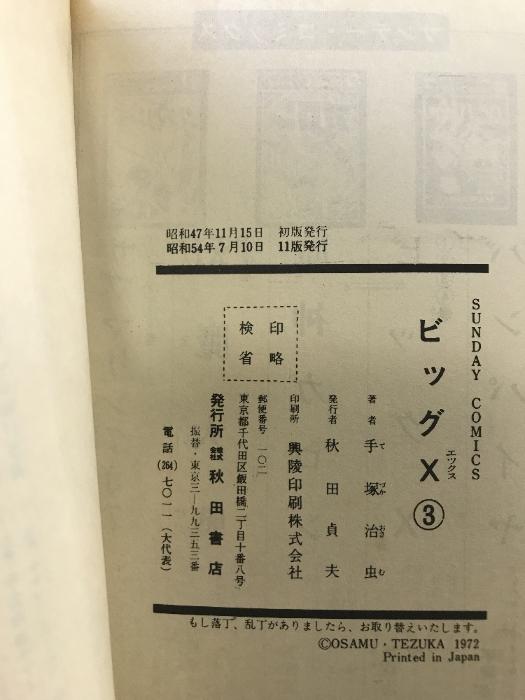 昭和47年11月15日 初版発行
昭和54年7月10日 11版発行
SUNDAY COMICS
ビッグX③
エックス
著者 手塚治虫
て づか おさ む
発行者 秋田貞夫
印刷所 興陵印刷株式会社
検印
省略
郵便番号 一〇二
東京都千代田区飯田橋二丁目十番八号
発行所 株式会社 秋田書店
振替・東京三―九九三五三番
電話(264)七〇一一(大代表)
もし落丁、乱丁がありましたら、お取り替えいたします。
©OSAMU・TEZUKA 1972
Printed in Japan